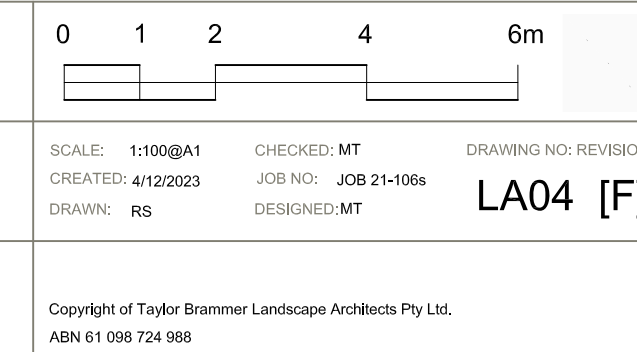 0 1 2 4 6m
SCALE: 1:100@A1 CHECKED: MT DRAWING NO: REVISIO
CREATED: 4/12/2023 JOB NO: JOB 21-106s
DRAWN: RS DESIGNED: MT LA04 [F]
Copyright of Taylor Brammer Landscape Architects Pty Ltd.
ABN 61 098 724 988